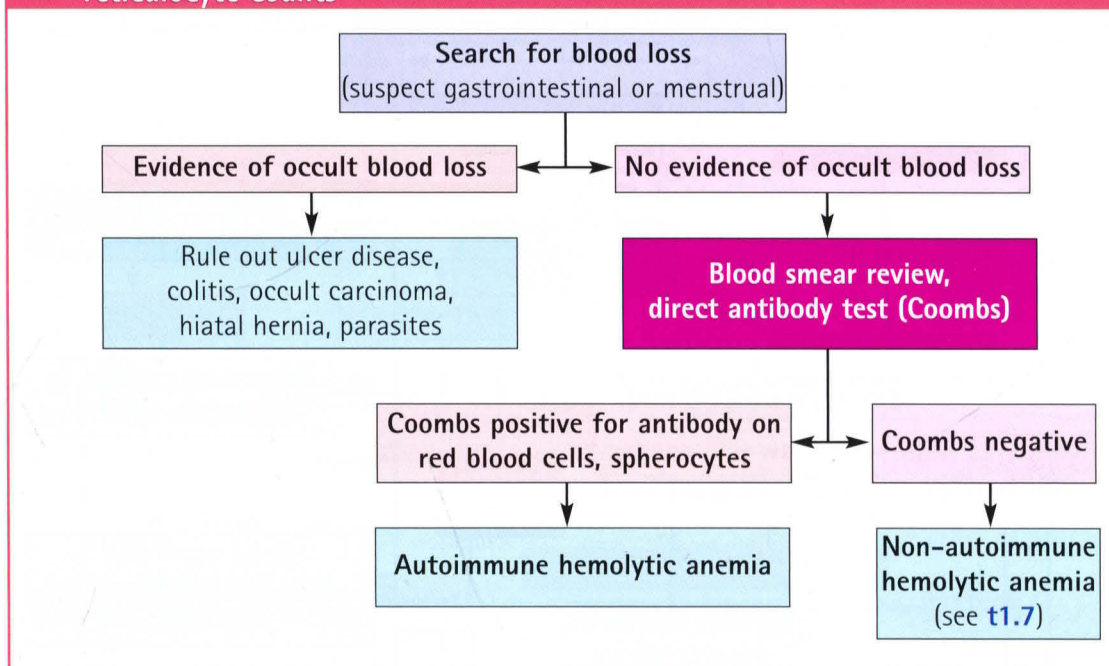 reticulocyte counts
Search for blood loss
(suspect gastrointestinal or menstrual)
Evidence of occult blood loss
No evidence of occult blood loss
Rule out ulcer disease,
colitis, occult carcinoma,
hiatal hernia, parasites
Blood smear review,
direct antibody test (Coombs)
Coombs positive for antibody on
red blood cells, spherocytes
Coombs negative
Autoimmune hemolytic anemia
Non-autoimmune
hemolytic anemia
(see t1.7)